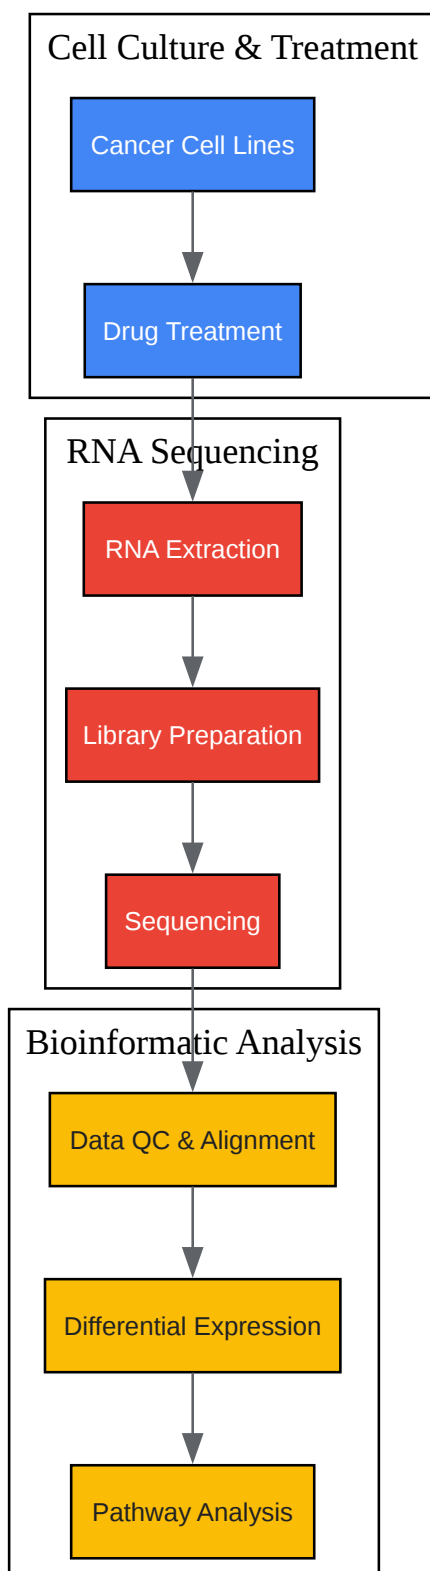 Cell Culture & Treatment
Cancer Cell Lines
Drug Treatment
RNA Sequencing
RNA Extraction
Library Preparation
Sequencing
Bioinformatic Analysis
Data QC & Alignment
Differential Expression
Pathway Analysis